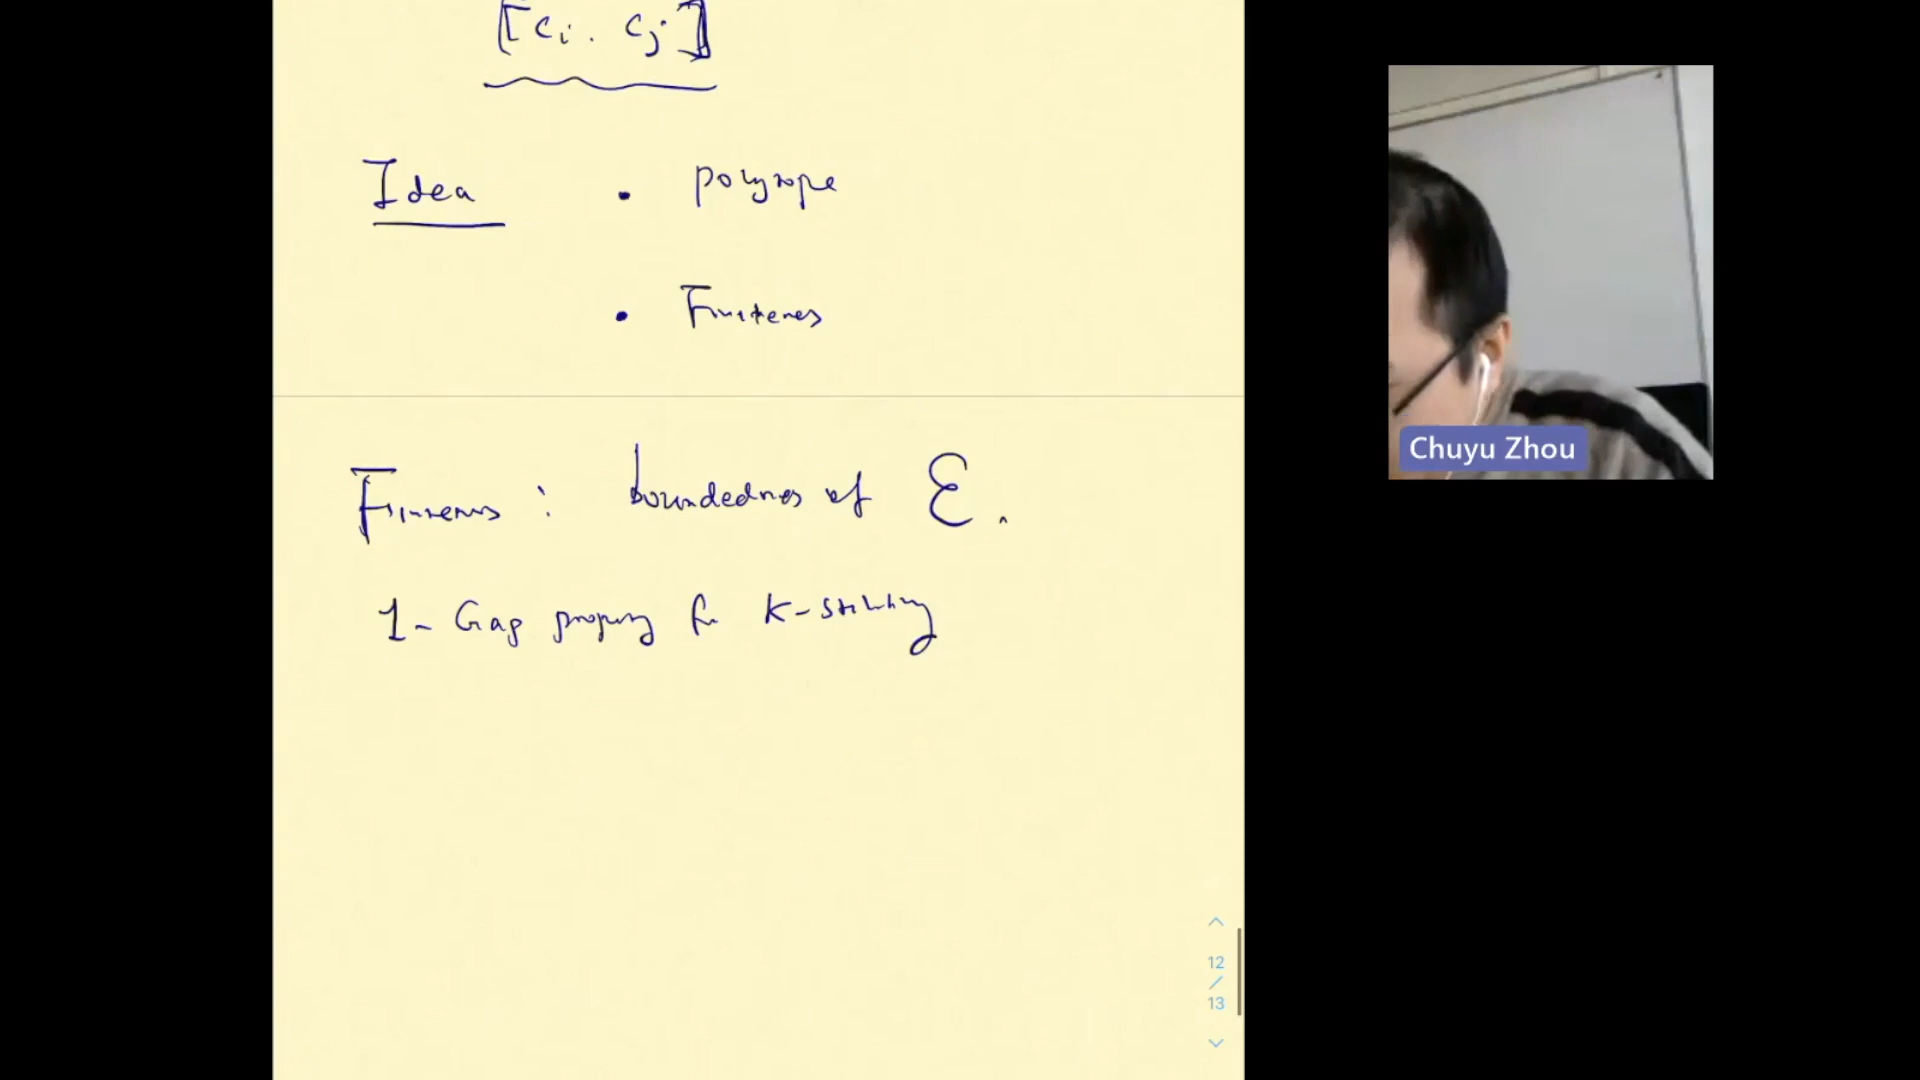 [ci . cj]
Idea • polytope
• Finiteness
Finiteness : boundedness of ℰ.
1- Gap property for K-stability
Chuyu Zhou
12
/
13